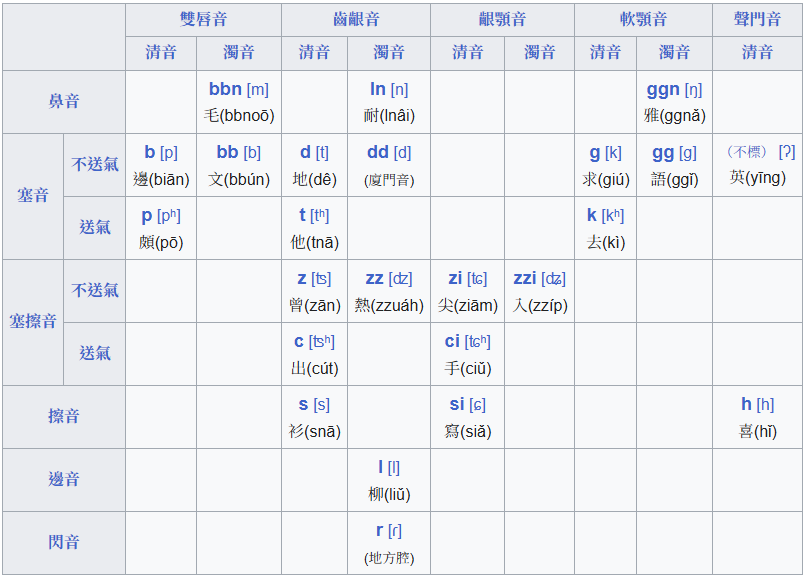 雙唇音 齒齦音 齦顎音 軟顎音 聲門音
清音 濁音 清音 濁音 清音 濁音 清音 濁音 清音
鼻音
bbn [m] ln [n] ggn [ŋ]
毛(bbnoō) 耐(lnâi) 雅(ggnǎ)
塞音
不送氣
b [p] bb [b] d [t] dd [d] g [k] gg [g] （不標） [ʔ]
邊(biān) 文(bbún) 地(dê) (廈門音) 求(giú) 語(ggǐ) 英(yīng)
送氣
p [pʰ] t [tʰ] k [kʰ]
頗(pō) 他(tnā) 去(kì)
塞擦音
不送氣
z [ʦ] zz [ʣ] zi [ʨ] zzi [ʥ]
曾(zān) 熱(zzuáh) 尖(ziām) 入(zzíp)
送氣
c [ʦʰ] ci [ʨʰ]
出(cút) 手(ciǔ)
擦音
s [s] si [ɕ] h [h]
衫(snā) 寫(siǎ) 喜(hǐ)
邊音
l [l]
柳(liǔ)
閃音
r [ɾ]
(地方腔)